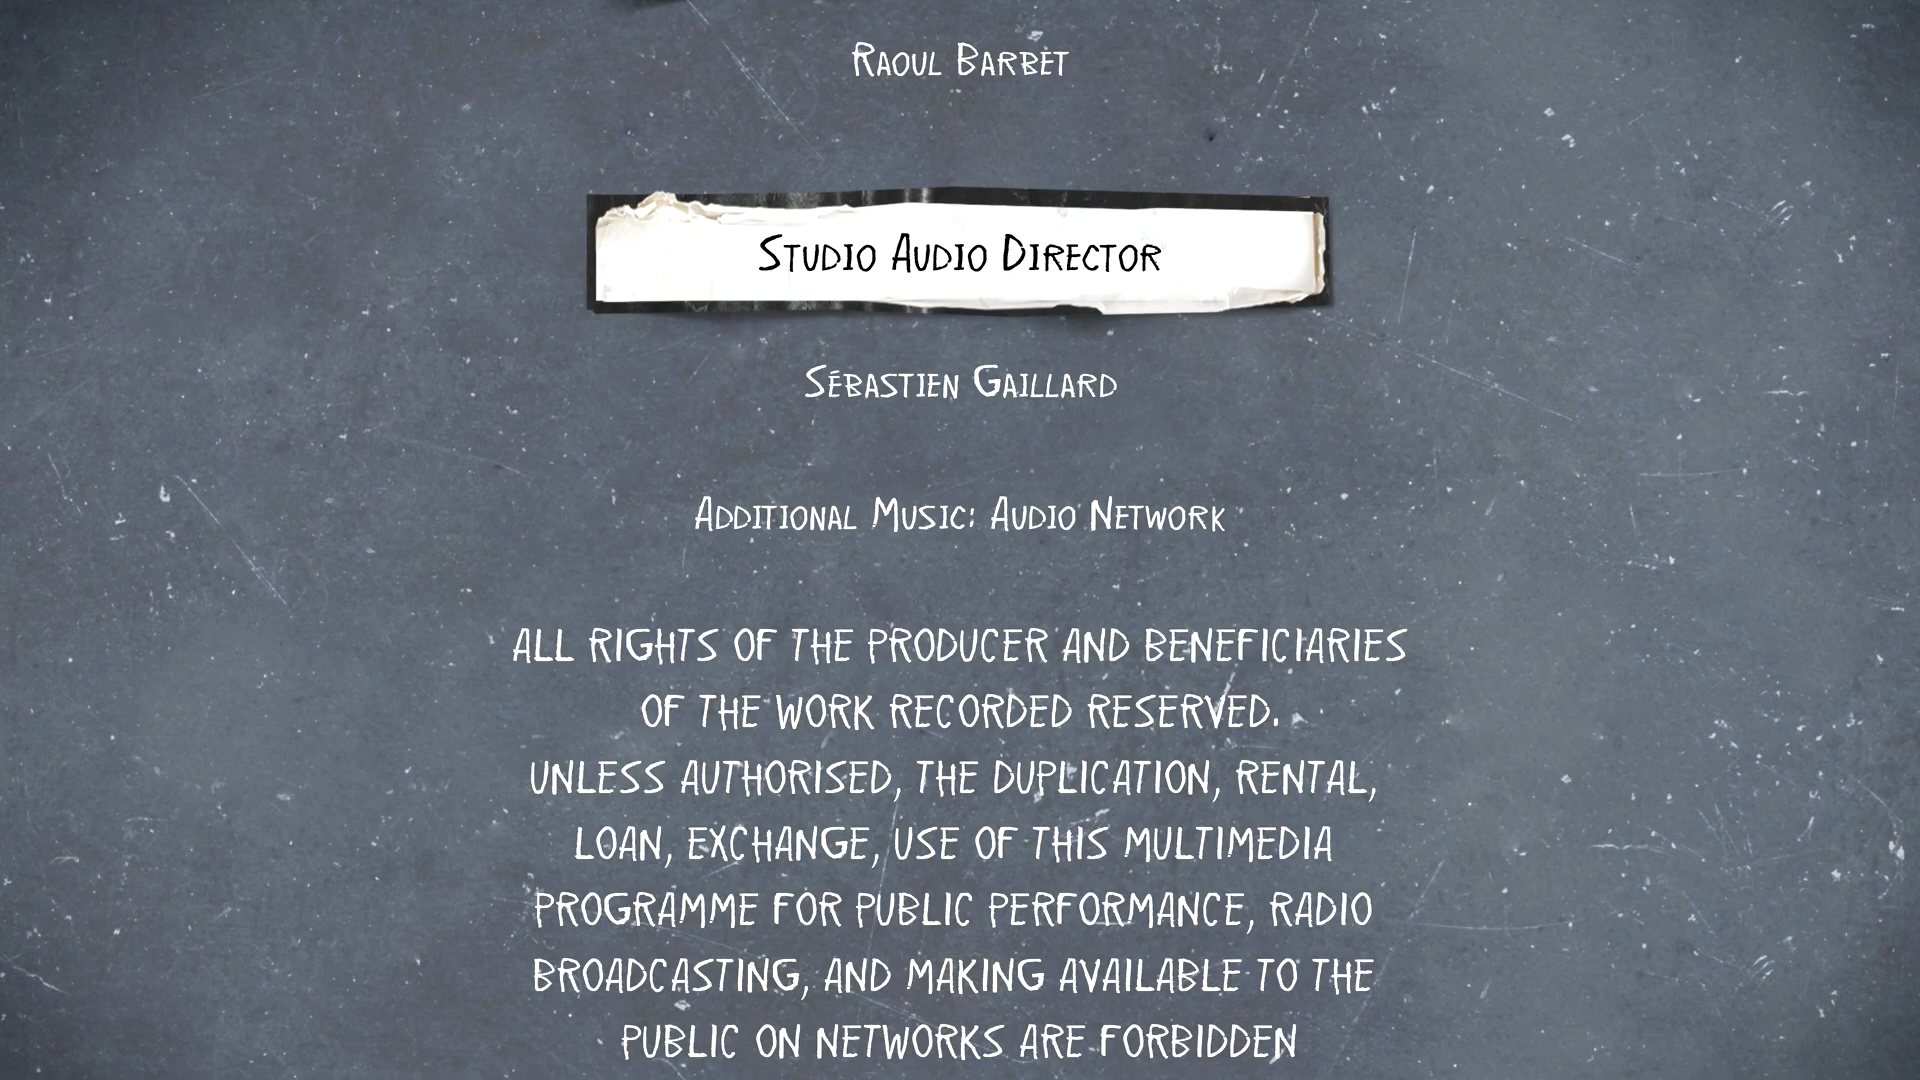 Raoul Barbet
Studio Audio Director
Sébastien Gaillard
Additional Music: Audio Network
ALL RIGHTS OF THE PRODUCER AND BENEFICIARIES
OF THE WORK RECORDED RESERVED.
UNLESS AUTHORISED, THE DUPLICATION, RENTAL,
LOAN, EXCHANGE, USE OF THIS MULTIMEDIA
PROGRAMME FOR PUBLIC PERFORMANCE, RADIO
BROADCASTING, AND MAKING AVAILABLE TO THE
PUBLIC ON NETWORKS ARE FORBIDDEN